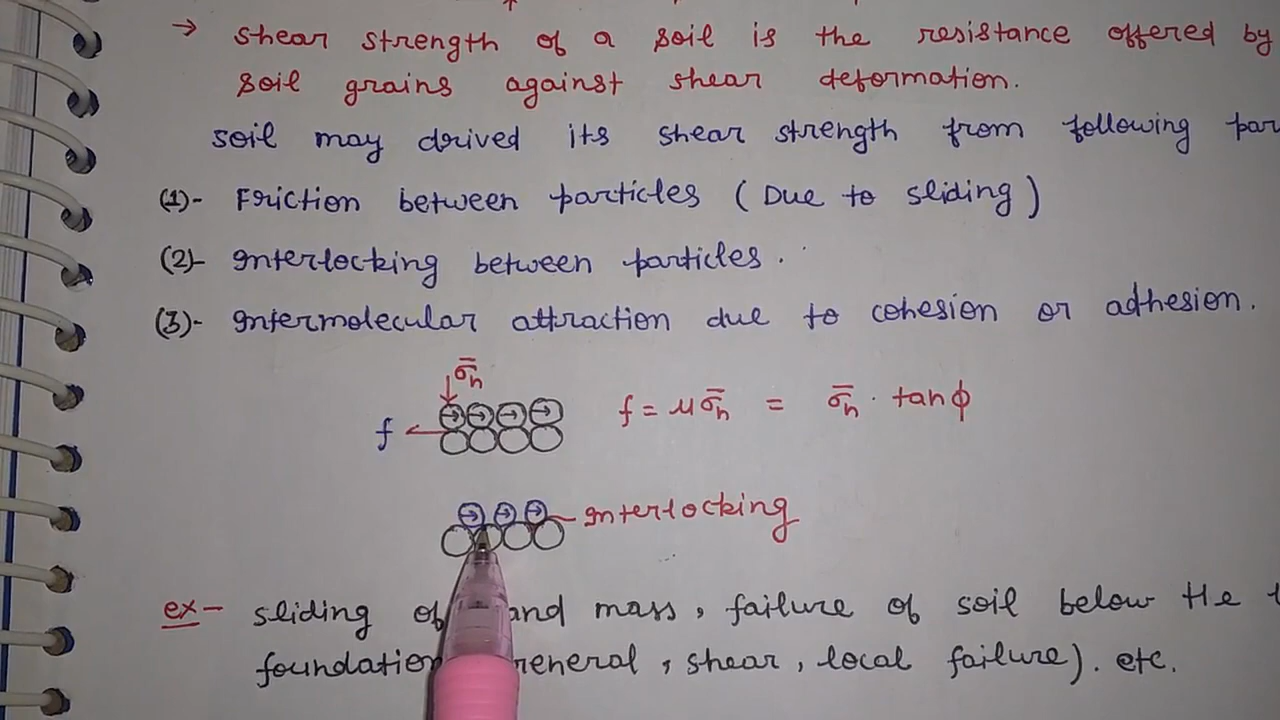 → shear strength of a soil is the resistance offered by
soil grains against shear deformation.
soil may drived its shear strength from following
(1)- Friction between particles (Due to sliding)
(2)- Interlocking between particles.
(3)- Intermolecular attraction due to cohesion or adhesion.
σ̄n
f
f = μσ̄n = σ̄n · tanϕ
Interlocking
ex- sliding of mass, failure of soil below the
shear, local failure). etc.